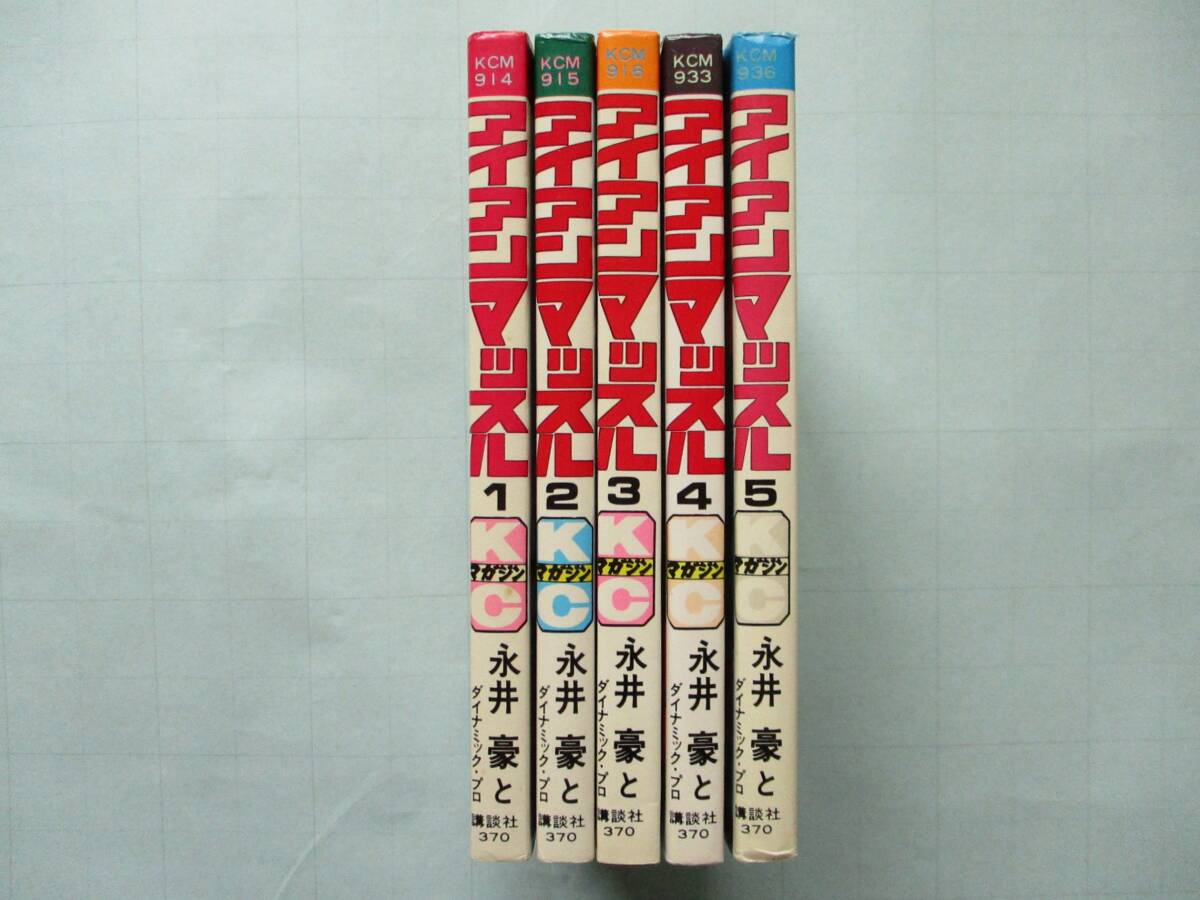 KCM
914
アイアンマッスル
1
KC
マガジン
永井豪と
ダイナミック・プロ
講談社
370
KCM
915
アイアンマッスル
2
KC
マガジン
永井豪と
ダイナミック・プロ
講談社
370
KCM
916
アイアンマッスル
3
KC
マガジン
永井豪と
ダイナミック・プロ
講談社
370
KCM
933
アイアンマッスル
4
KC
マガジン
永井豪と
ダイナミック・プロ
講談社
370
KCM
936
アイアンマッスル
5
KC
マガジン
永井豪と
ダイナミック・プロ
講談社
370